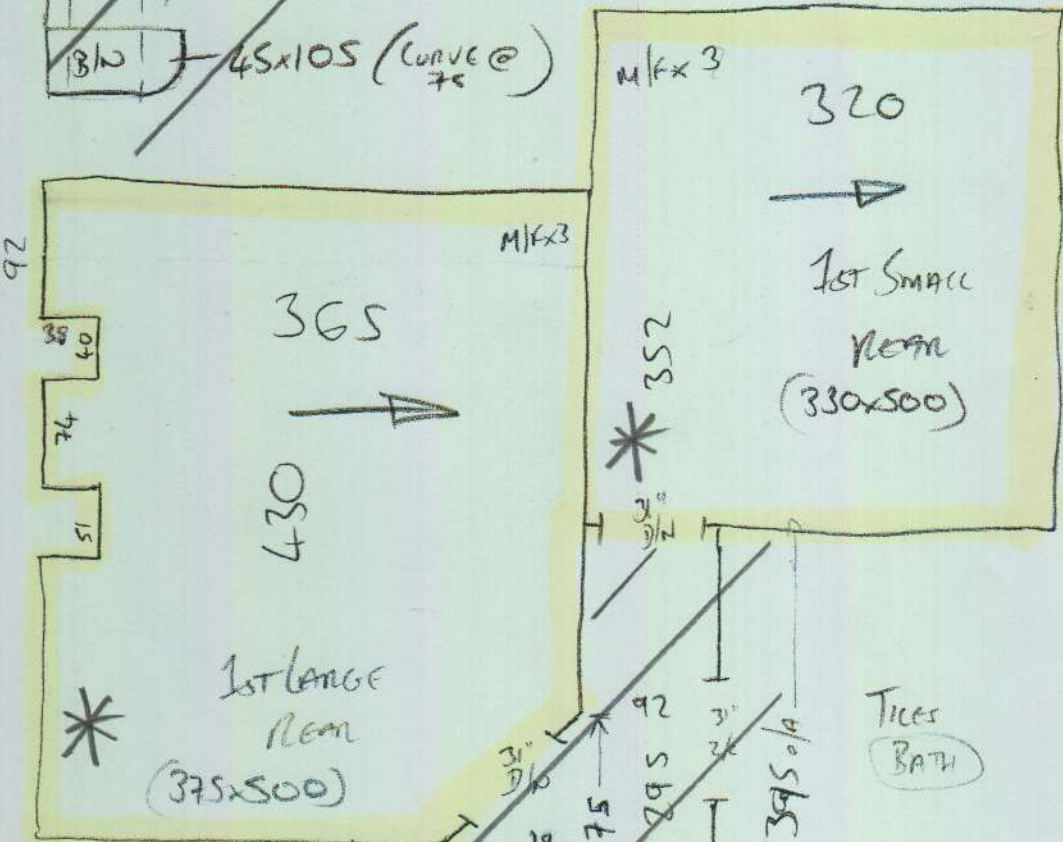 B/N
45x105 (CURVE @ 75)
M/Fx3
320
1ST SMALL
REAR
(330x500)
352
31"
D/N
92
M/Fx3
38
40
365
74
51
430
1ST LARGE
REAR
(375x500)
31"
D/N
92
295
75
31"
395 o/a
TILES
BATH